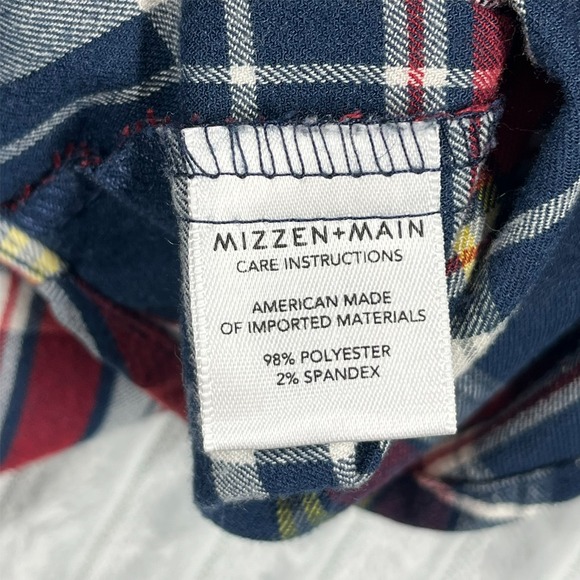 MIZZEN+MAIN
CARE INSTRUCTIONS
AMERICAN MADE
OF IMPORTED MATERIALS
98% POLYESTER
2% SPANDEX